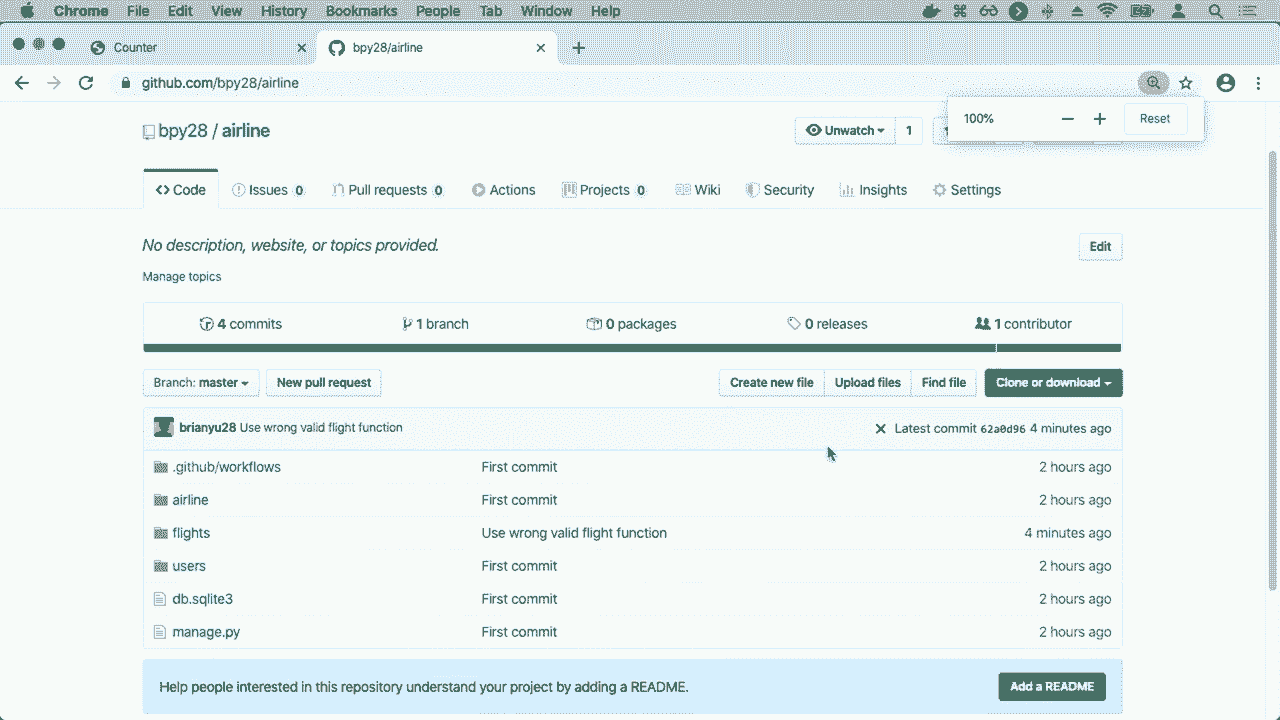 Chrome File Edit View History Bookmarks People Tab Window Help
Counter
bpy28/airline
github.com/bpy28/airline
100%
Reset
bpy28 / airline
Unwatch
1
Code
Issues 0
Pull requests 0
Actions
Projects 0
Wiki
Security
Insights
Settings
No description, website, or topics provided.
Edit
Manage topics
4 commits
1 branch
0 packages
0 releases
1 contributor
Branch: master
New pull request
Create new file
Upload files
Find file
Clone or download
brianyu28 Use wrong valid flight function
Latest commit 62a0d96 4 minutes ago
.github/workflows First commit 2 hours ago
airline First commit 2 hours ago
flights Use wrong valid flight function 4 minutes ago
users First commit 2 hours ago
db.sqlite3 First commit 2 hours ago
manage.py First commit 2 hours ago
Help people interested in this repository understand your project by adding a README.
Add a README